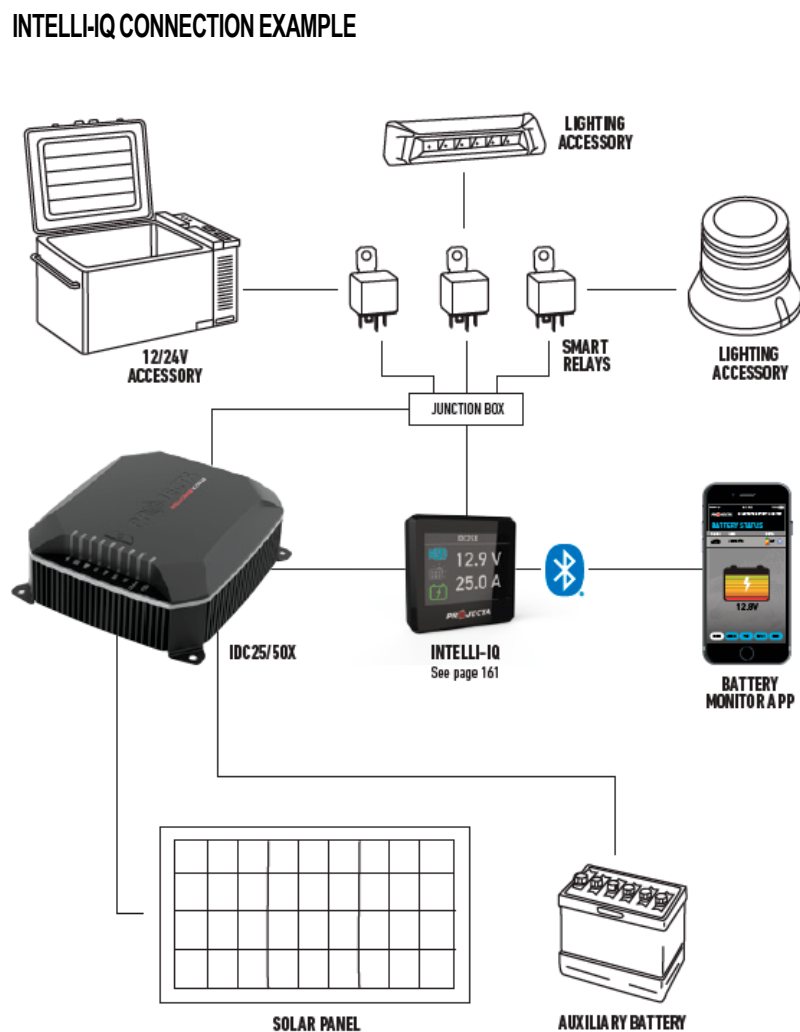 INTELLI-IQ CONNECTION EXAMPLE
LIGHTING
ACCESSORY
12/24V
ACCESSORY
SMART
RELAYS
LIGHTING
ACCESSORY
JUNCTION BOX
12.9 V
25.0 A
PROJECTA
BATTERY STATUS
12.8V
IDC25/50X
INTELLI-IQ
See page 161
BATTERY
MONITOR APP
SOLAR PANEL
AUXILIARY BATTERY